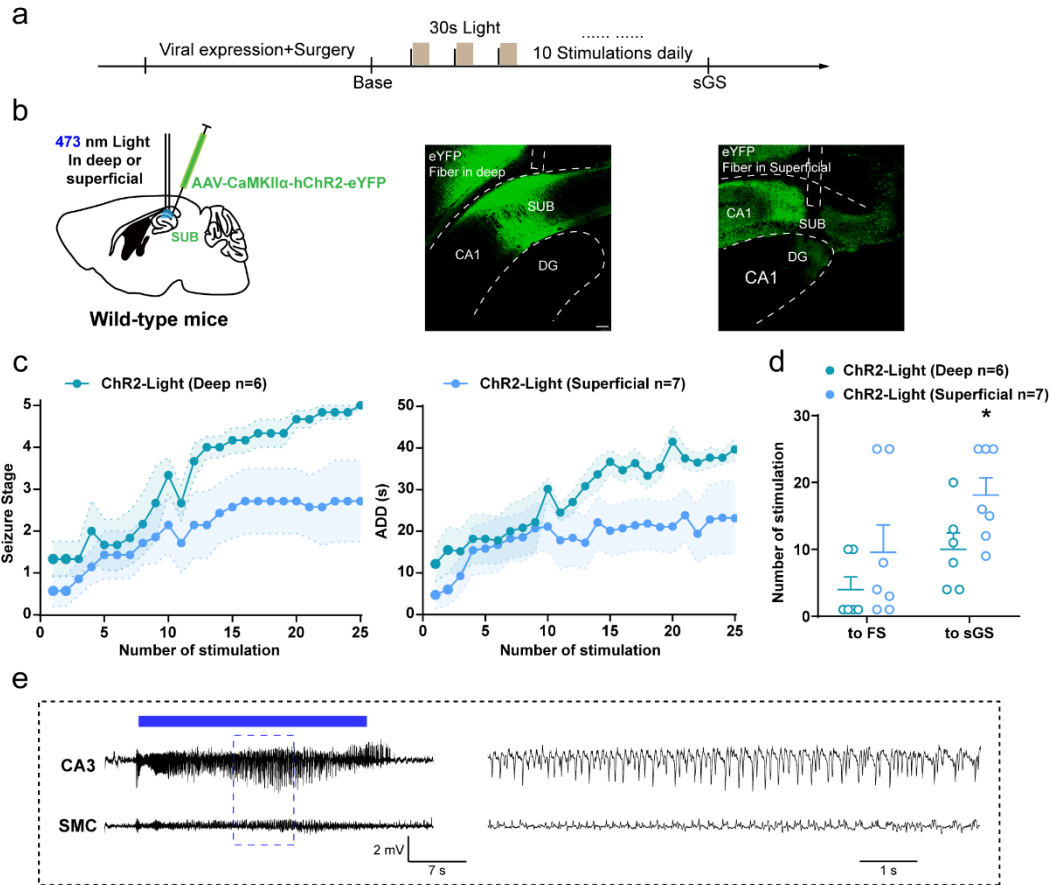 a
30s Light
...... ......
Viral expression+Surgery
10 Stimulations daily
Base
sGS
b
473 nm Light
In deep or
superficial
AAV-CaMKIIα-hChR2-eYFP
SUB
Wild-type mice
eYFP
Fiber in deep
SUB
CA1
DG
eYFP
Fiber in Superficial
CA1
SUB
DG
CA1
c
ChR2-Light (Deep n=6)
ChR2-Light (Superficial n=7)
Seizure Stage
5
4
3
2
1
0
0 5 10 15 20 25
Number of stimulation
ADD (s)
50
40
30
20
10
0
0 5 10 15 20 25
Number of stimulation
d
ChR2-Light (Deep n=6)
ChR2-Light (Superficial n=7)
Number of stimulation
30
20
10
0
*
to FS
to sGS
e
CA3
SMC
2 mV
7 s
1 s